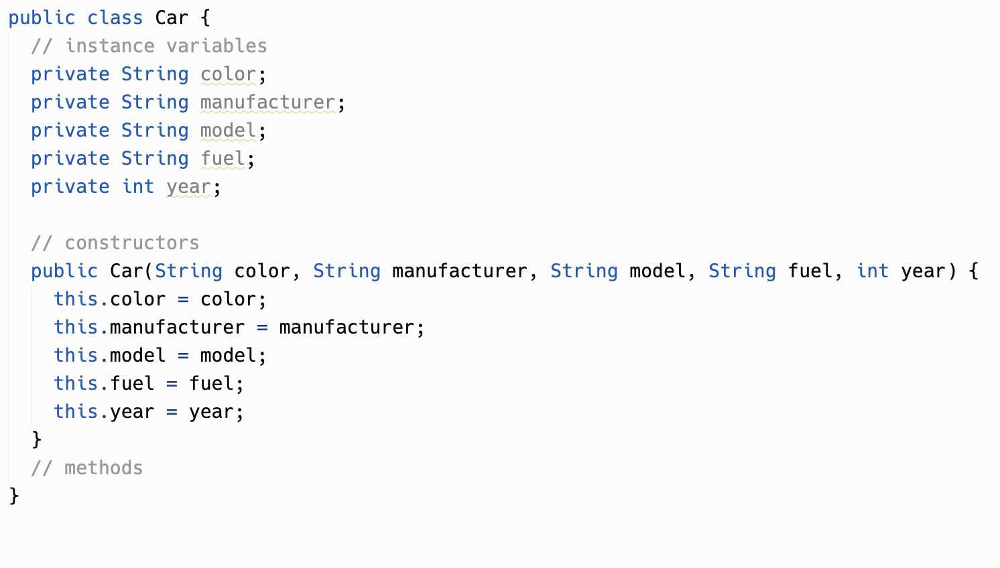 public class Car {
  // instance variables
  private String color;
  private String manufacturer;
  private String model;
  private String fuel;
  private int year;

  // constructors
  public Car(String color, String manufacturer, String model, String fuel, int year) {
    this.color = color;
    this.manufacturer = manufacturer;
    this.model = model;
    this.fuel = fuel;
    this.year = year;
  }
  // methods
}